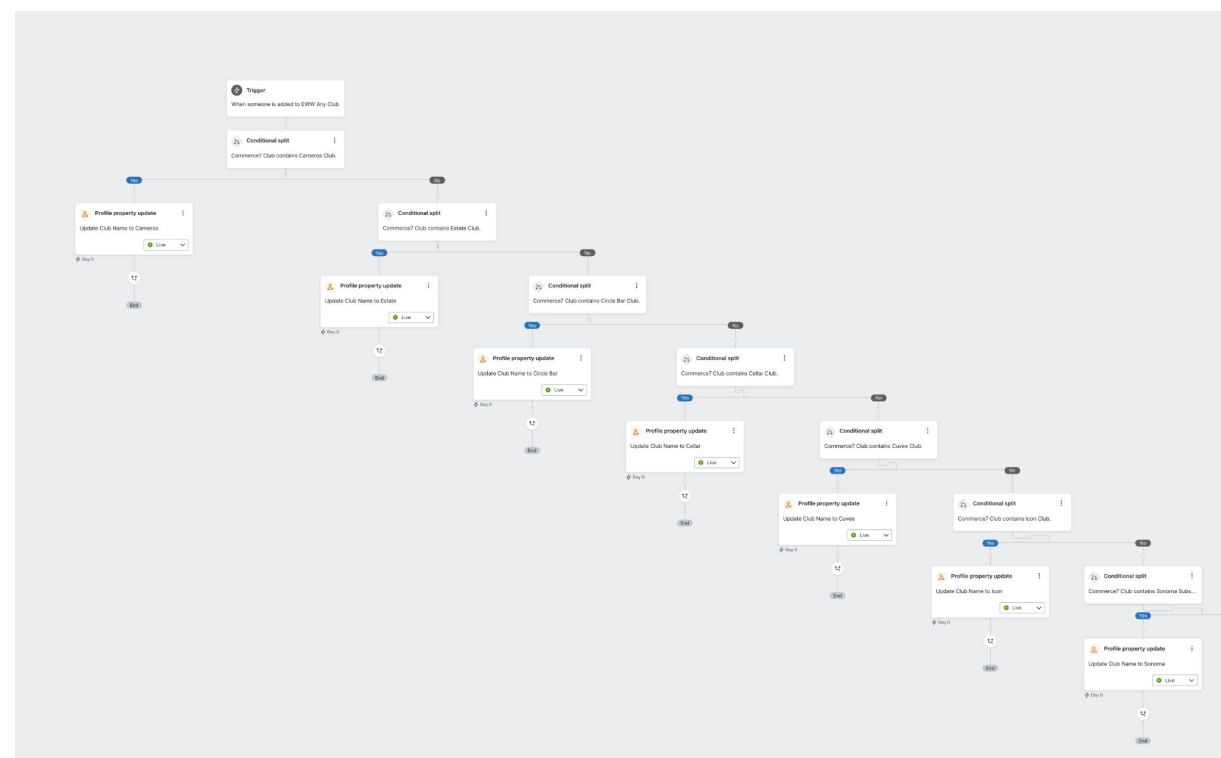 Trigger
When someone is added to EWW Any Club
Conditional split
Commerce7 Club contains Carneros Club.
Yes
No
Profile property update
Update Club Name to Carneros
Live
Day 0
End
Conditional split
Commerce7 Club contains Estate Club.
Yes
No
Profile property update
Update Club Name to Estate
Live
Day 0
End
Conditional split
Commerce7 Club contains Circle Bar Club.
Yes
No
Profile property update
Update Club Name to Circle Bar
Live
Day 0
End
Conditional split
Commerce7 Club contains Cellar Club.
Yes
No
Profile property update
Update Club Name to Cellar
Live
Day 0
End
Conditional split
Commerce7 Club contains Cuvee Club.
Yes
No
Profile property update
Update Club Name to Cuvee
Live
Day 0
End
Conditional split
Commerce7 Club contains Icon Club.
Yes
No
Profile property update
Update Club Name to Icon
Live
Day 0
End
Conditional split
Commerce7 Club contains Sonoma Subs...
Yes
Profile property update
Update Club Name to Sonoma
Live
Day 0
End